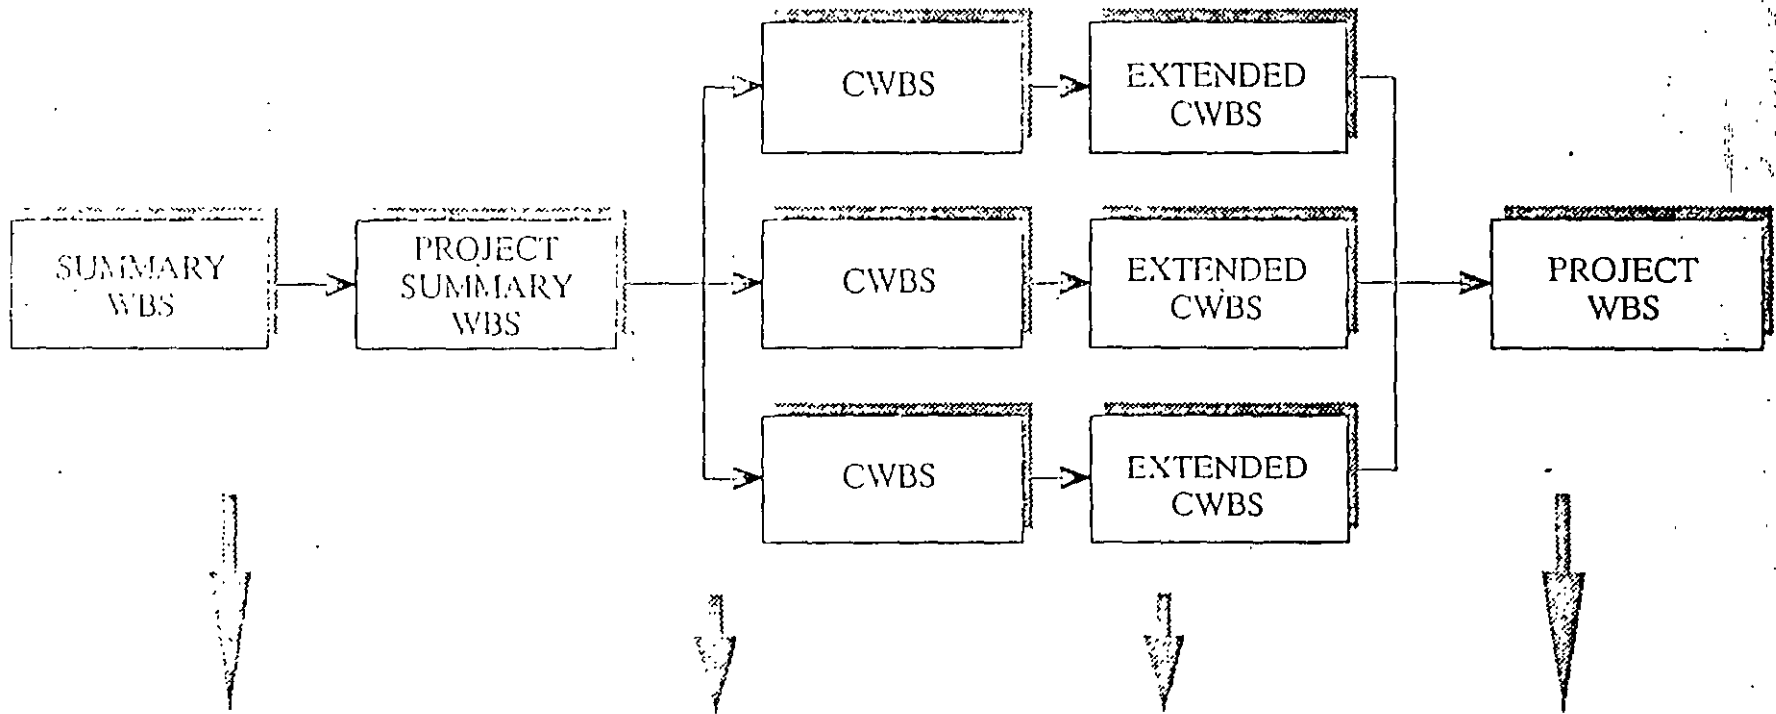 CWBS
EXTENDED
CWBS
SUMMARY
WBS
PROJECT
SUMMARY
WBS
CWBS
EXTENDED
CWBS
PROJECT
WBS
CWBS
EXTENDED
CWBS